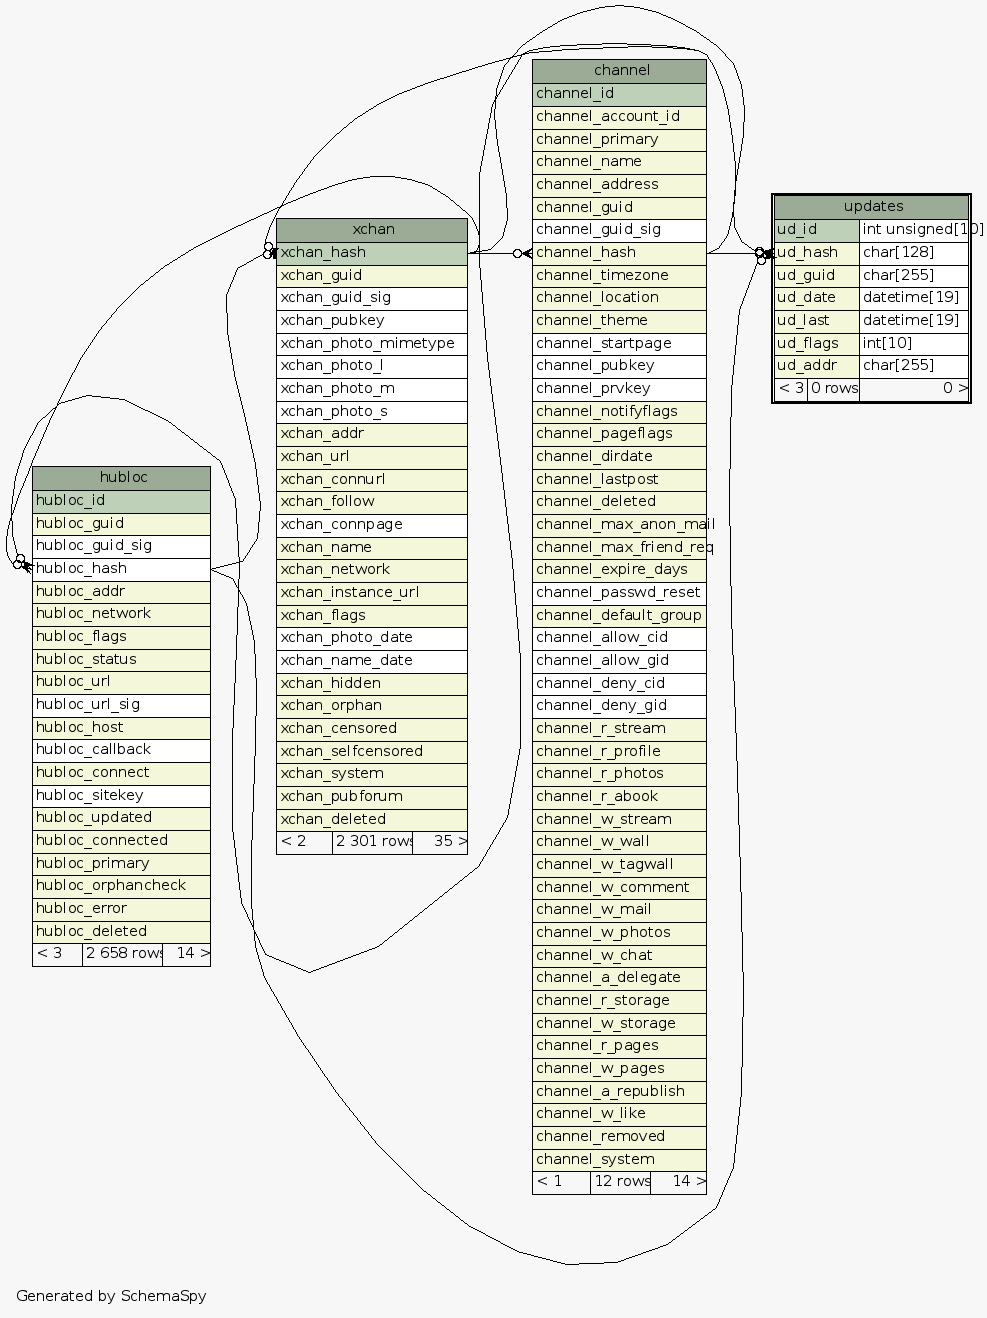 channel
channel_id
channel_account_id
channel_primary
channel_name
channel_address
channel_guid
channel_guid_sig
channel_hash
channel_timezone
channel_location
channel_theme
channel_startpage
channel_pubkey
channel_prvkey
channel_notifyflags
channel_pageflags
channel_dirdate
channel_lastpost
channel_deleted
channel_max_anon_mail
channel_max_friend_req
channel_expire_days
channel_passwd_reset
channel_default_group
channel_allow_cid
channel_allow_gid
channel_deny_cid
channel_deny_gid
channel_r_stream
channel_r_profile
channel_r_photos
channel_r_abook
channel_w_stream
channel_w_wall
channel_w_tagwall
channel_w_comment
channel_w_mail
channel_w_photos
channel_w_chat
channel_a_delegate
channel_r_storage
channel_w_storage
channel_r_pages
channel_w_pages
channel_a_republish
channel_w_like
channel_removed
channel_system
< 1 12 rows 14 >
updates
ud_id int unsigned[10]
ud_hash char[128]
ud_guid char[255]
ud_date datetime[19]
ud_last datetime[19]
ud_flags int[10]
ud_addr char[255]
< 3 0 rows 0 >
xchan
xchan_hash
xchan_guid
xchan_guid_sig
xchan_pubkey
xchan_photo_mimetype
xchan_photo_l
xchan_photo_m
xchan_photo_s
xchan_addr
xchan_url
xchan_connurl
xchan_follow
xchan_connpage
xchan_name
xchan_network
xchan_instance_url
xchan_flags
xchan_photo_date
xchan_name_date
xchan_hidden
xchan_orphan
xchan_censored
xchan_selfcensored
xchan_system
xchan_pubforum
xchan_deleted
< 2 2 301 rows 35 >
hubloc
hubloc_id
hubloc_guid
hubloc_guid_sig
hubloc_hash
hubloc_addr
hubloc_network
hubloc_flags
hubloc_status
hubloc_url
hubloc_url_sig
hubloc_host
hubloc_callback
hubloc_connect
hubloc_sitekey
hubloc_updated
hubloc_connected
hubloc_primary
hubloc_orphancheck
hubloc_error
hubloc_deleted
< 3 2 658 rows 14 >
Generated by SchemaSpy